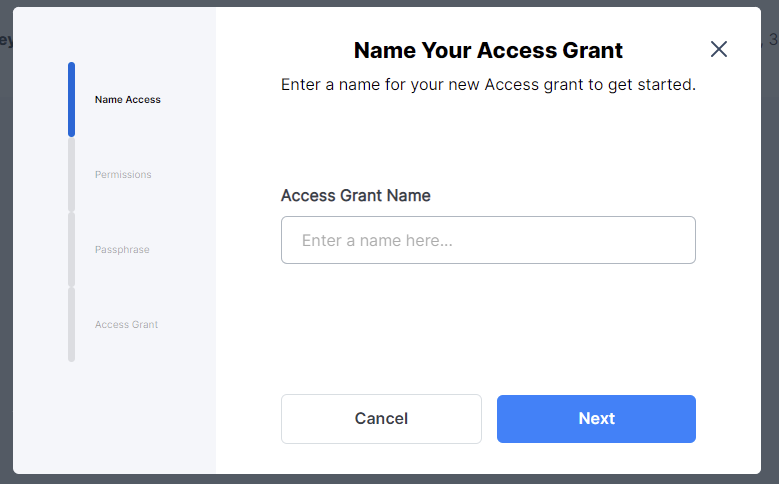 Name Your Access Grant
Enter a name for your new Access grant to get started.
Name Access
Permissions
Passphrase
Access Grant
Access Grant Name
Enter a name here...
Cancel
Next